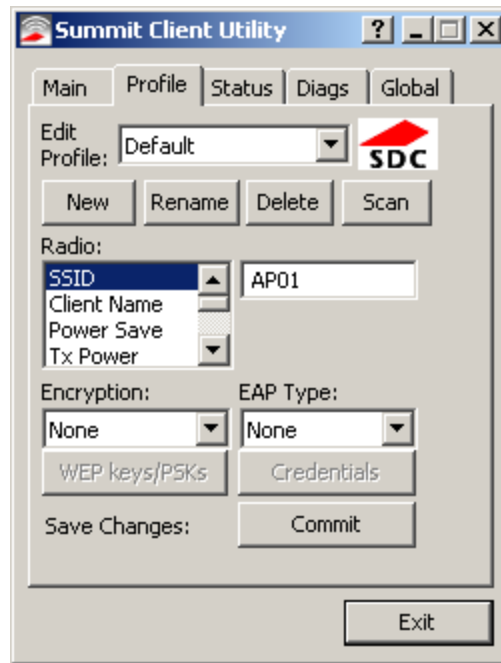 Summit Client Utility ?
Main Profile Status Diags Global
Edit Profile: Default
SDC
New Rename Delete Scan
Radio:
SSID AP01
Client Name
Power Save
Tx Power
Encryption: EAP Type:
None None
WEP keys/PSKs Credentials
Save Changes: Commit
Exit